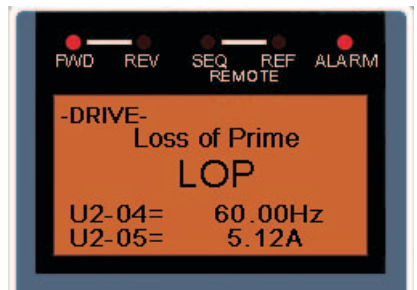 FWD REV SEQ REF ALARM
REMOTE
-DRIVE-
Loss of Prime
LOP
U2-04= 60.00Hz
U2-05= 5.12A